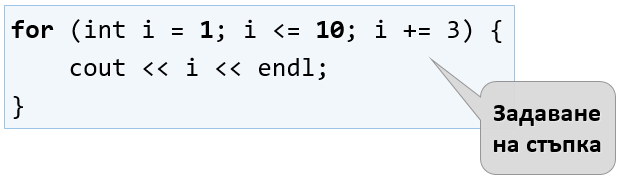 for (int i = 1; i <= 10; i += 3) {
    cout << i << endl;
}
Задаване
на стъпка